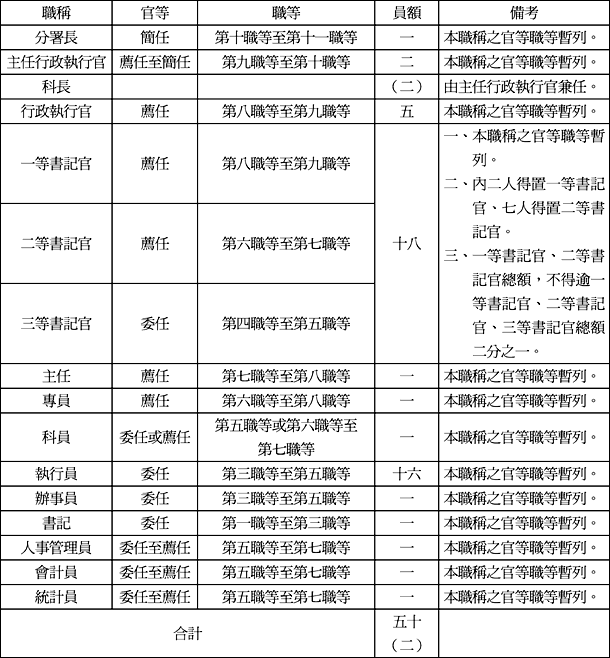 職稱 官等 職等 員額 備考
分署長 簡任 第十職等至第十一職等 一 本職稱之官等職等暫列。
主任行政執行官 薦任至簡任 第九職等至第十職等 二 本職稱之官等職等暫列。
科長 （二） 由主任行政執行官兼任。
行政執行官 薦任 第八職等至第九職等 五 本職稱之官等職等暫列。
一等書記官 薦任 第八職等至第九職等
二等書記官 薦任 第六職等至第七職等
三等書記官 委任 第四職等至第五職等
十八
一、本職稱之官等職等暫
列。
二、內二人得置一等書記
官、七人得置二等書
記官。
三、一等書記官、二等書
記官總額，不得逾一
等書記官、二等書記
官、三等書記官總額
二分之一。
主任 薦任 第七職等至第八職等 一 本職稱之官等職等暫列。
專員 薦任 第六職等至第八職等 一 本職稱之官等職等暫列。
科員 委任或薦任 第五職等或第六職等至
第七職等 一 本職稱之官等職等暫列。
執行員 委任 第三職等至第五職等 十六 本職稱之官等職等暫列。
辦事員 委任 第三職等至第五職等 一 本職稱之官等職等暫列。
書記 委任 第一職等至第三職等 一 本職稱之官等職等暫列。
人事管理員 委任至薦任 第五職等至第七職等 一 本職稱之官等職等暫列。
會計員 委任至薦任 第五職等至第七職等 一 本職稱之官等職等暫列。
統計員 委任至薦任 第五職等至第七職等 一 本職稱之官等職等暫列。
合計 五十
（二）